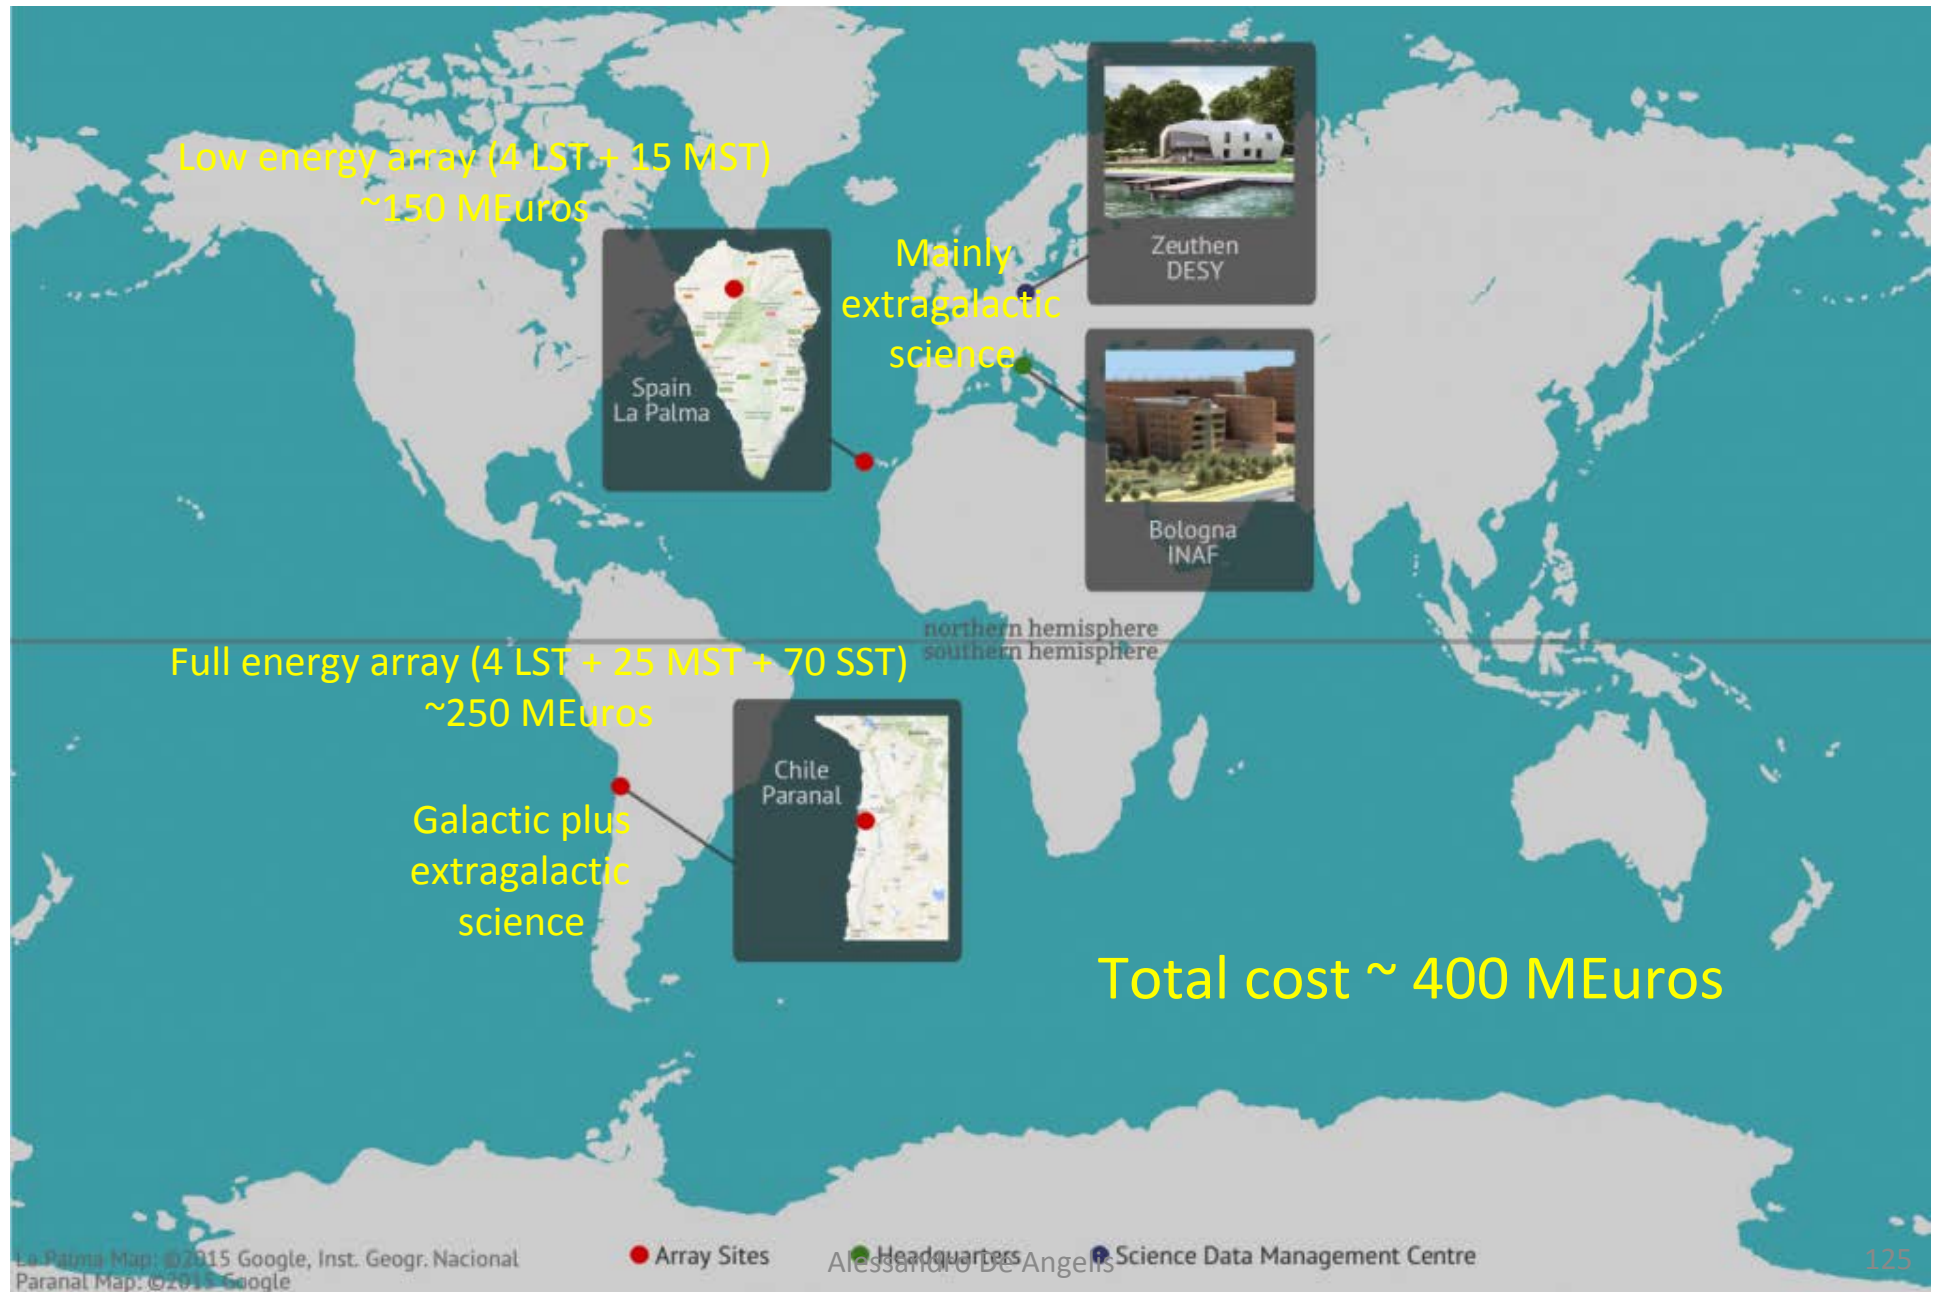 Low energy array (4 LST + 15 MST)
~150 MEuros
Mainly
extragalactic
science
Zeuthen
DESY
Spain
La Palma
Bologna
INAF
northern hemisphere
southern hemisphere
Full energy array (4 LST + 25 MST + 70 SST)
~250 MEuros
Chile
Paranal
Galactic plus
extragalactic
science
Total cost ~ 400 MEuros
La Palma Map: ©2015 Google, Inst. Geogr. Nacional
Paranal Map: ©2015 Google
Array Sites
Headquarters
Science Data Management Centre
Alessandro De Angelis
125